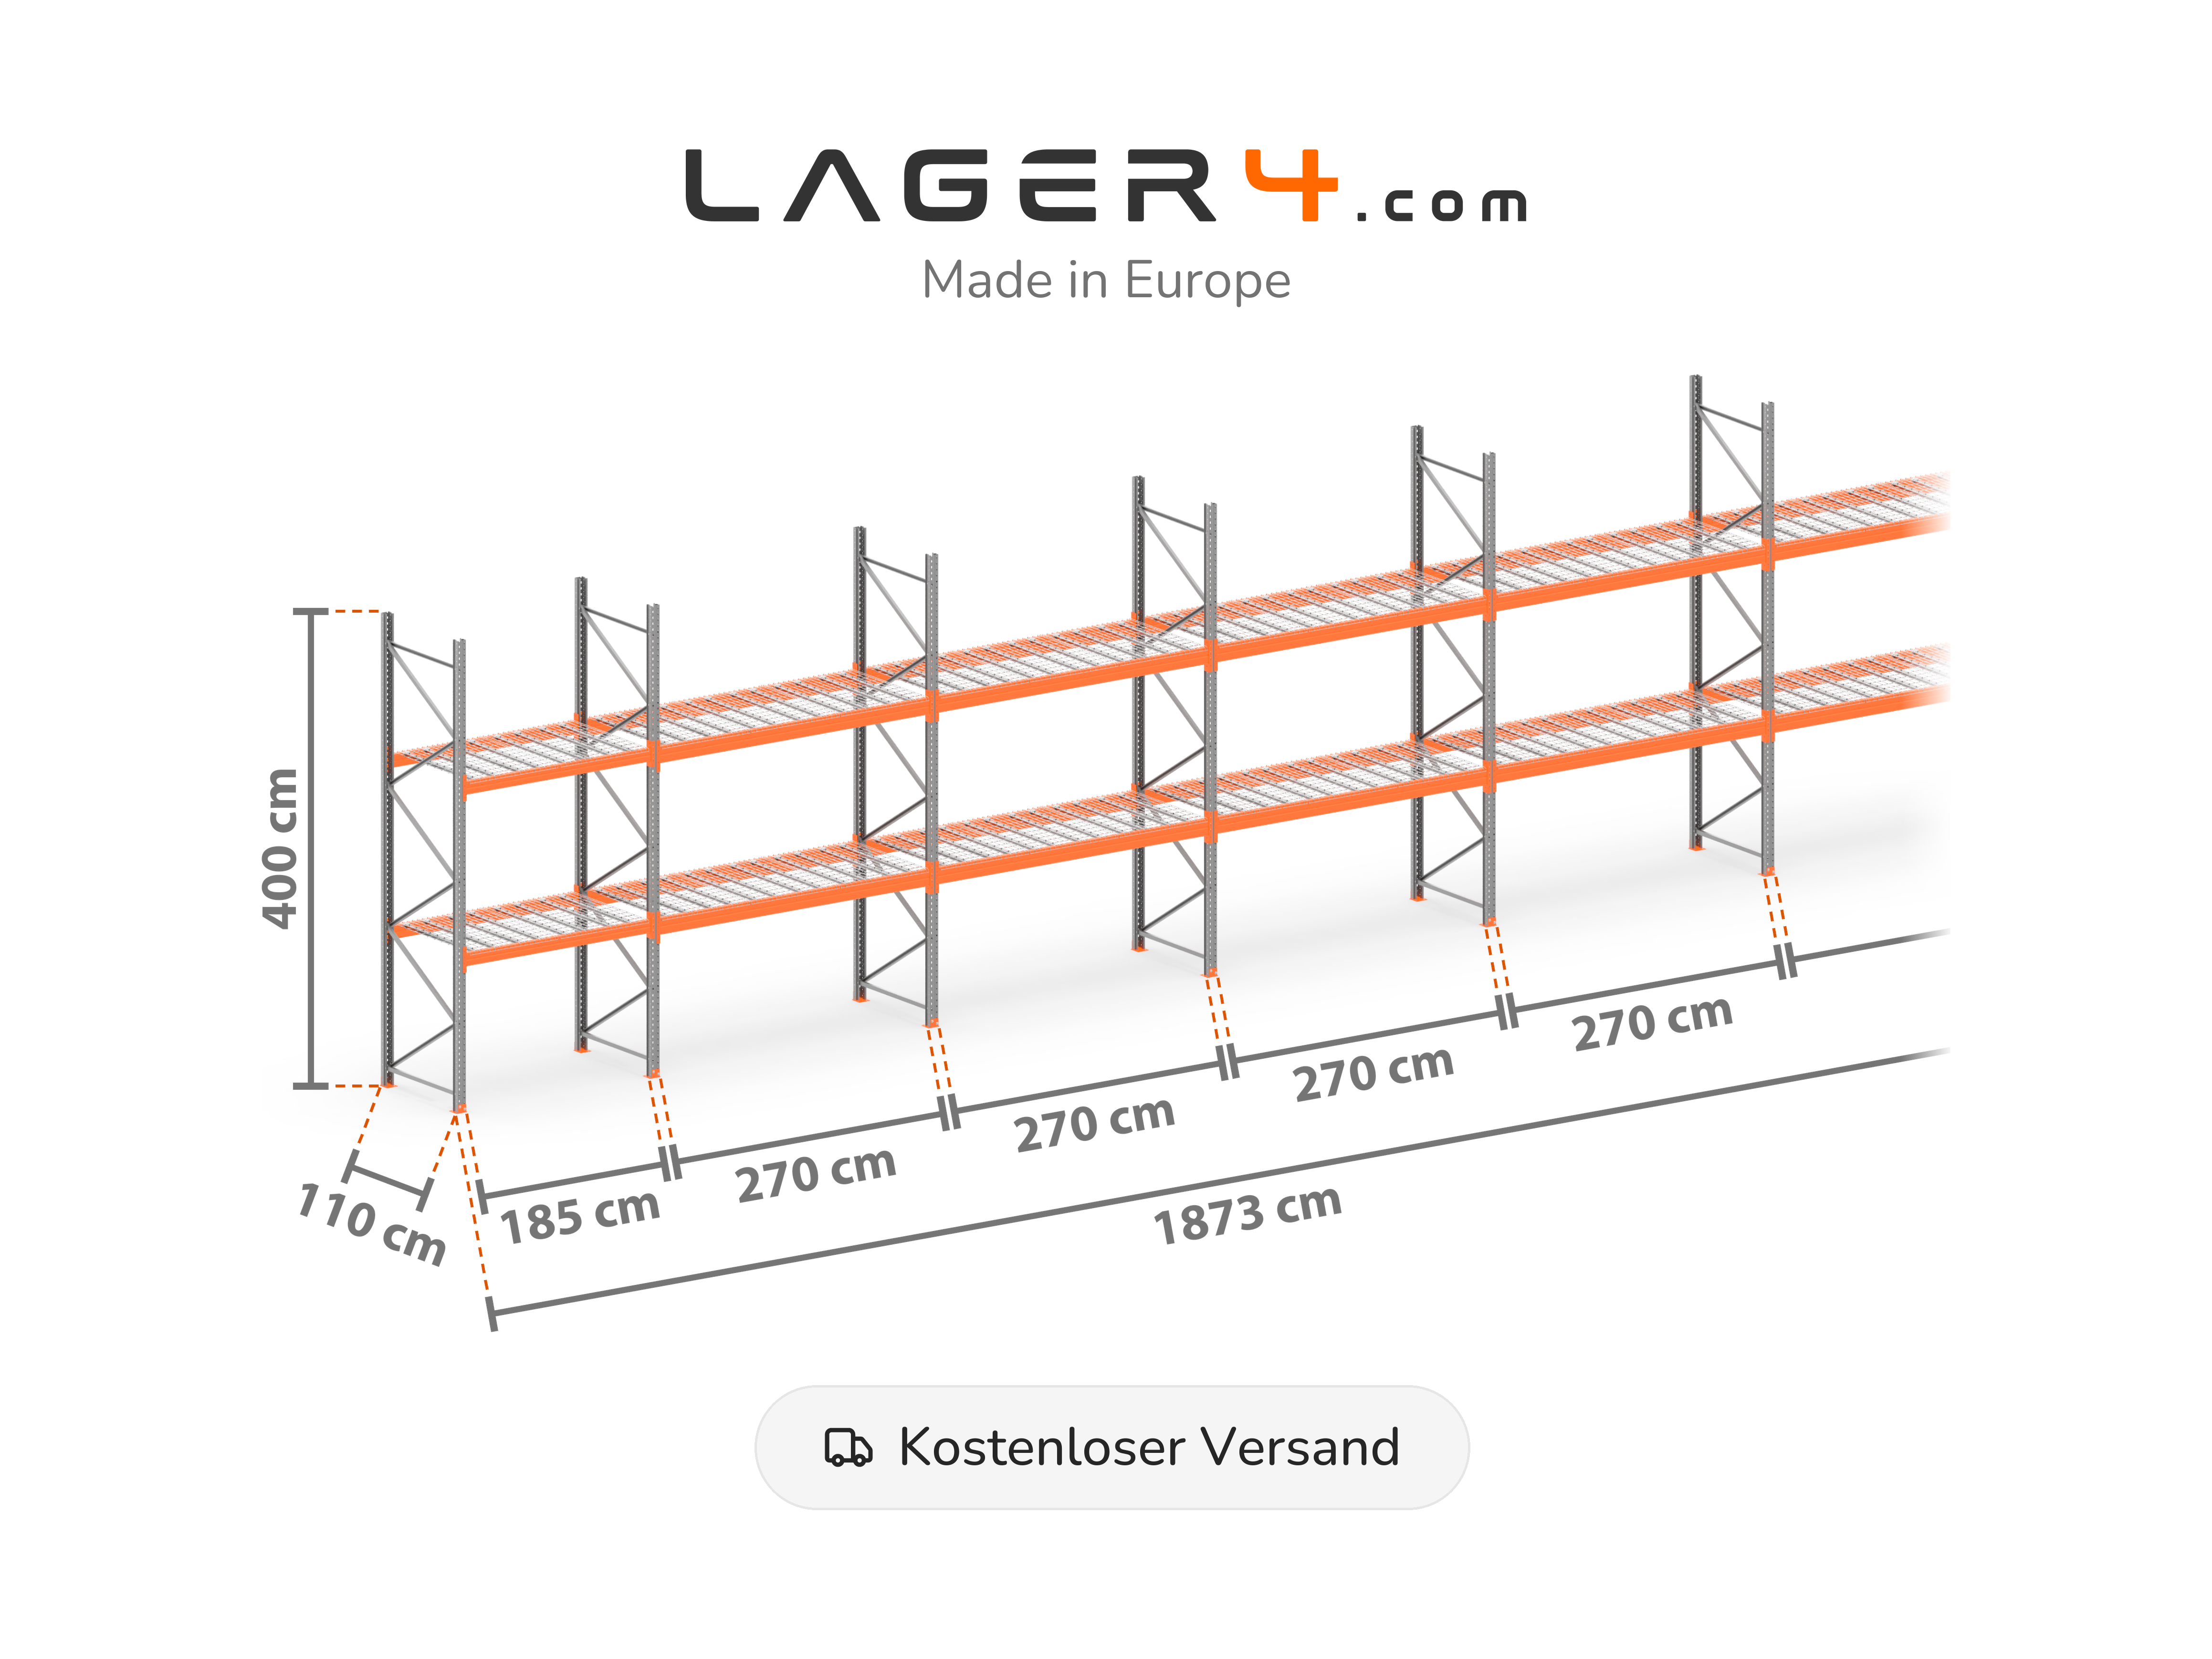 LAGER4.com
Made in Europe
400 cm
110 cm
185 cm
270 cm
270 cm
270 cm
270 cm
1873 cm
Kostenloser Versand